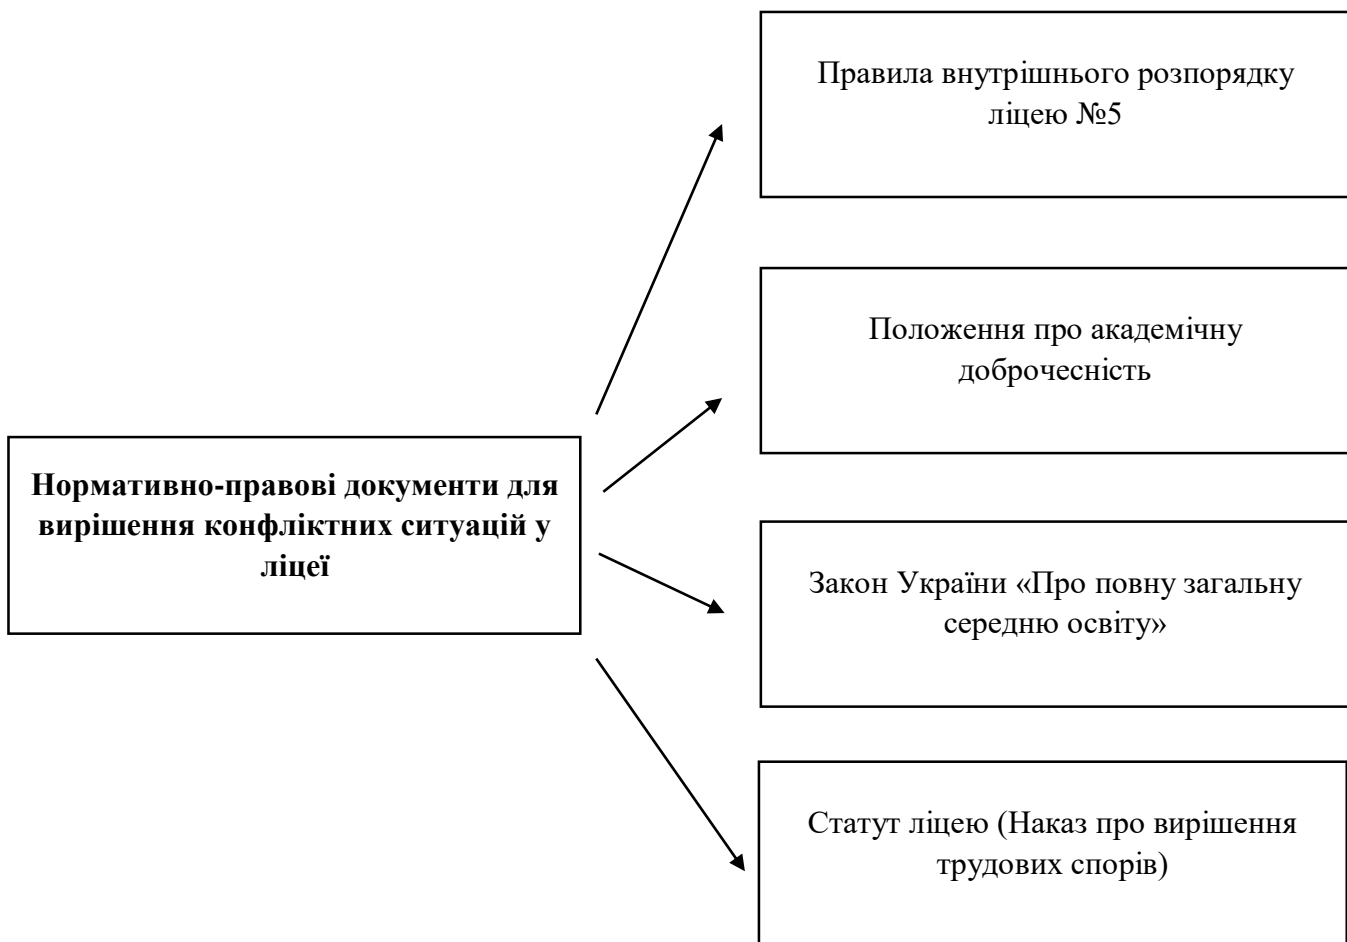 Правила внутрішнього розпорядку
ліцею №5
Положення про академічну
доброчесність
Нормативно-правові документи для
вирішення конфліктних ситуацій у
ліцеї
Закон України «Про повну загальну
середню освіту»
Статут ліцею (Наказ про вирішення
трудових спорів)